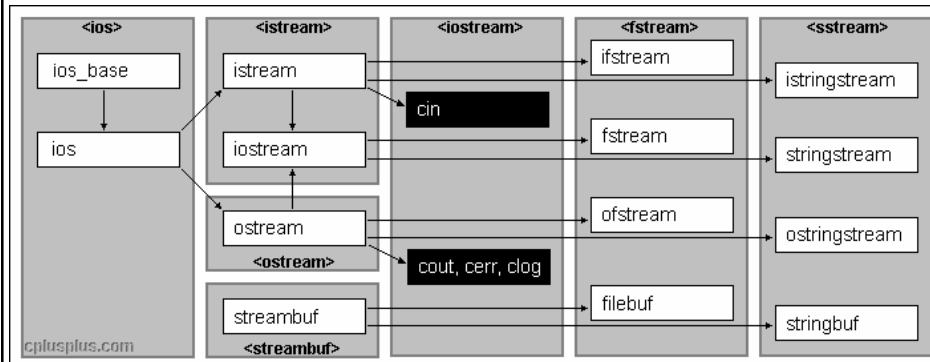 <ios>
ios_base
ios
cplusplus.com
<istream>
istream
iostream
ostream
<ostream>
streambuf
<streambuf>
<iostream>
cin
cout, cerr, clog
<fstream>
ifstream
fstream
ofstream
filebuf
<sstream>
istringstream
stringstream
ostringstream
stringbuf